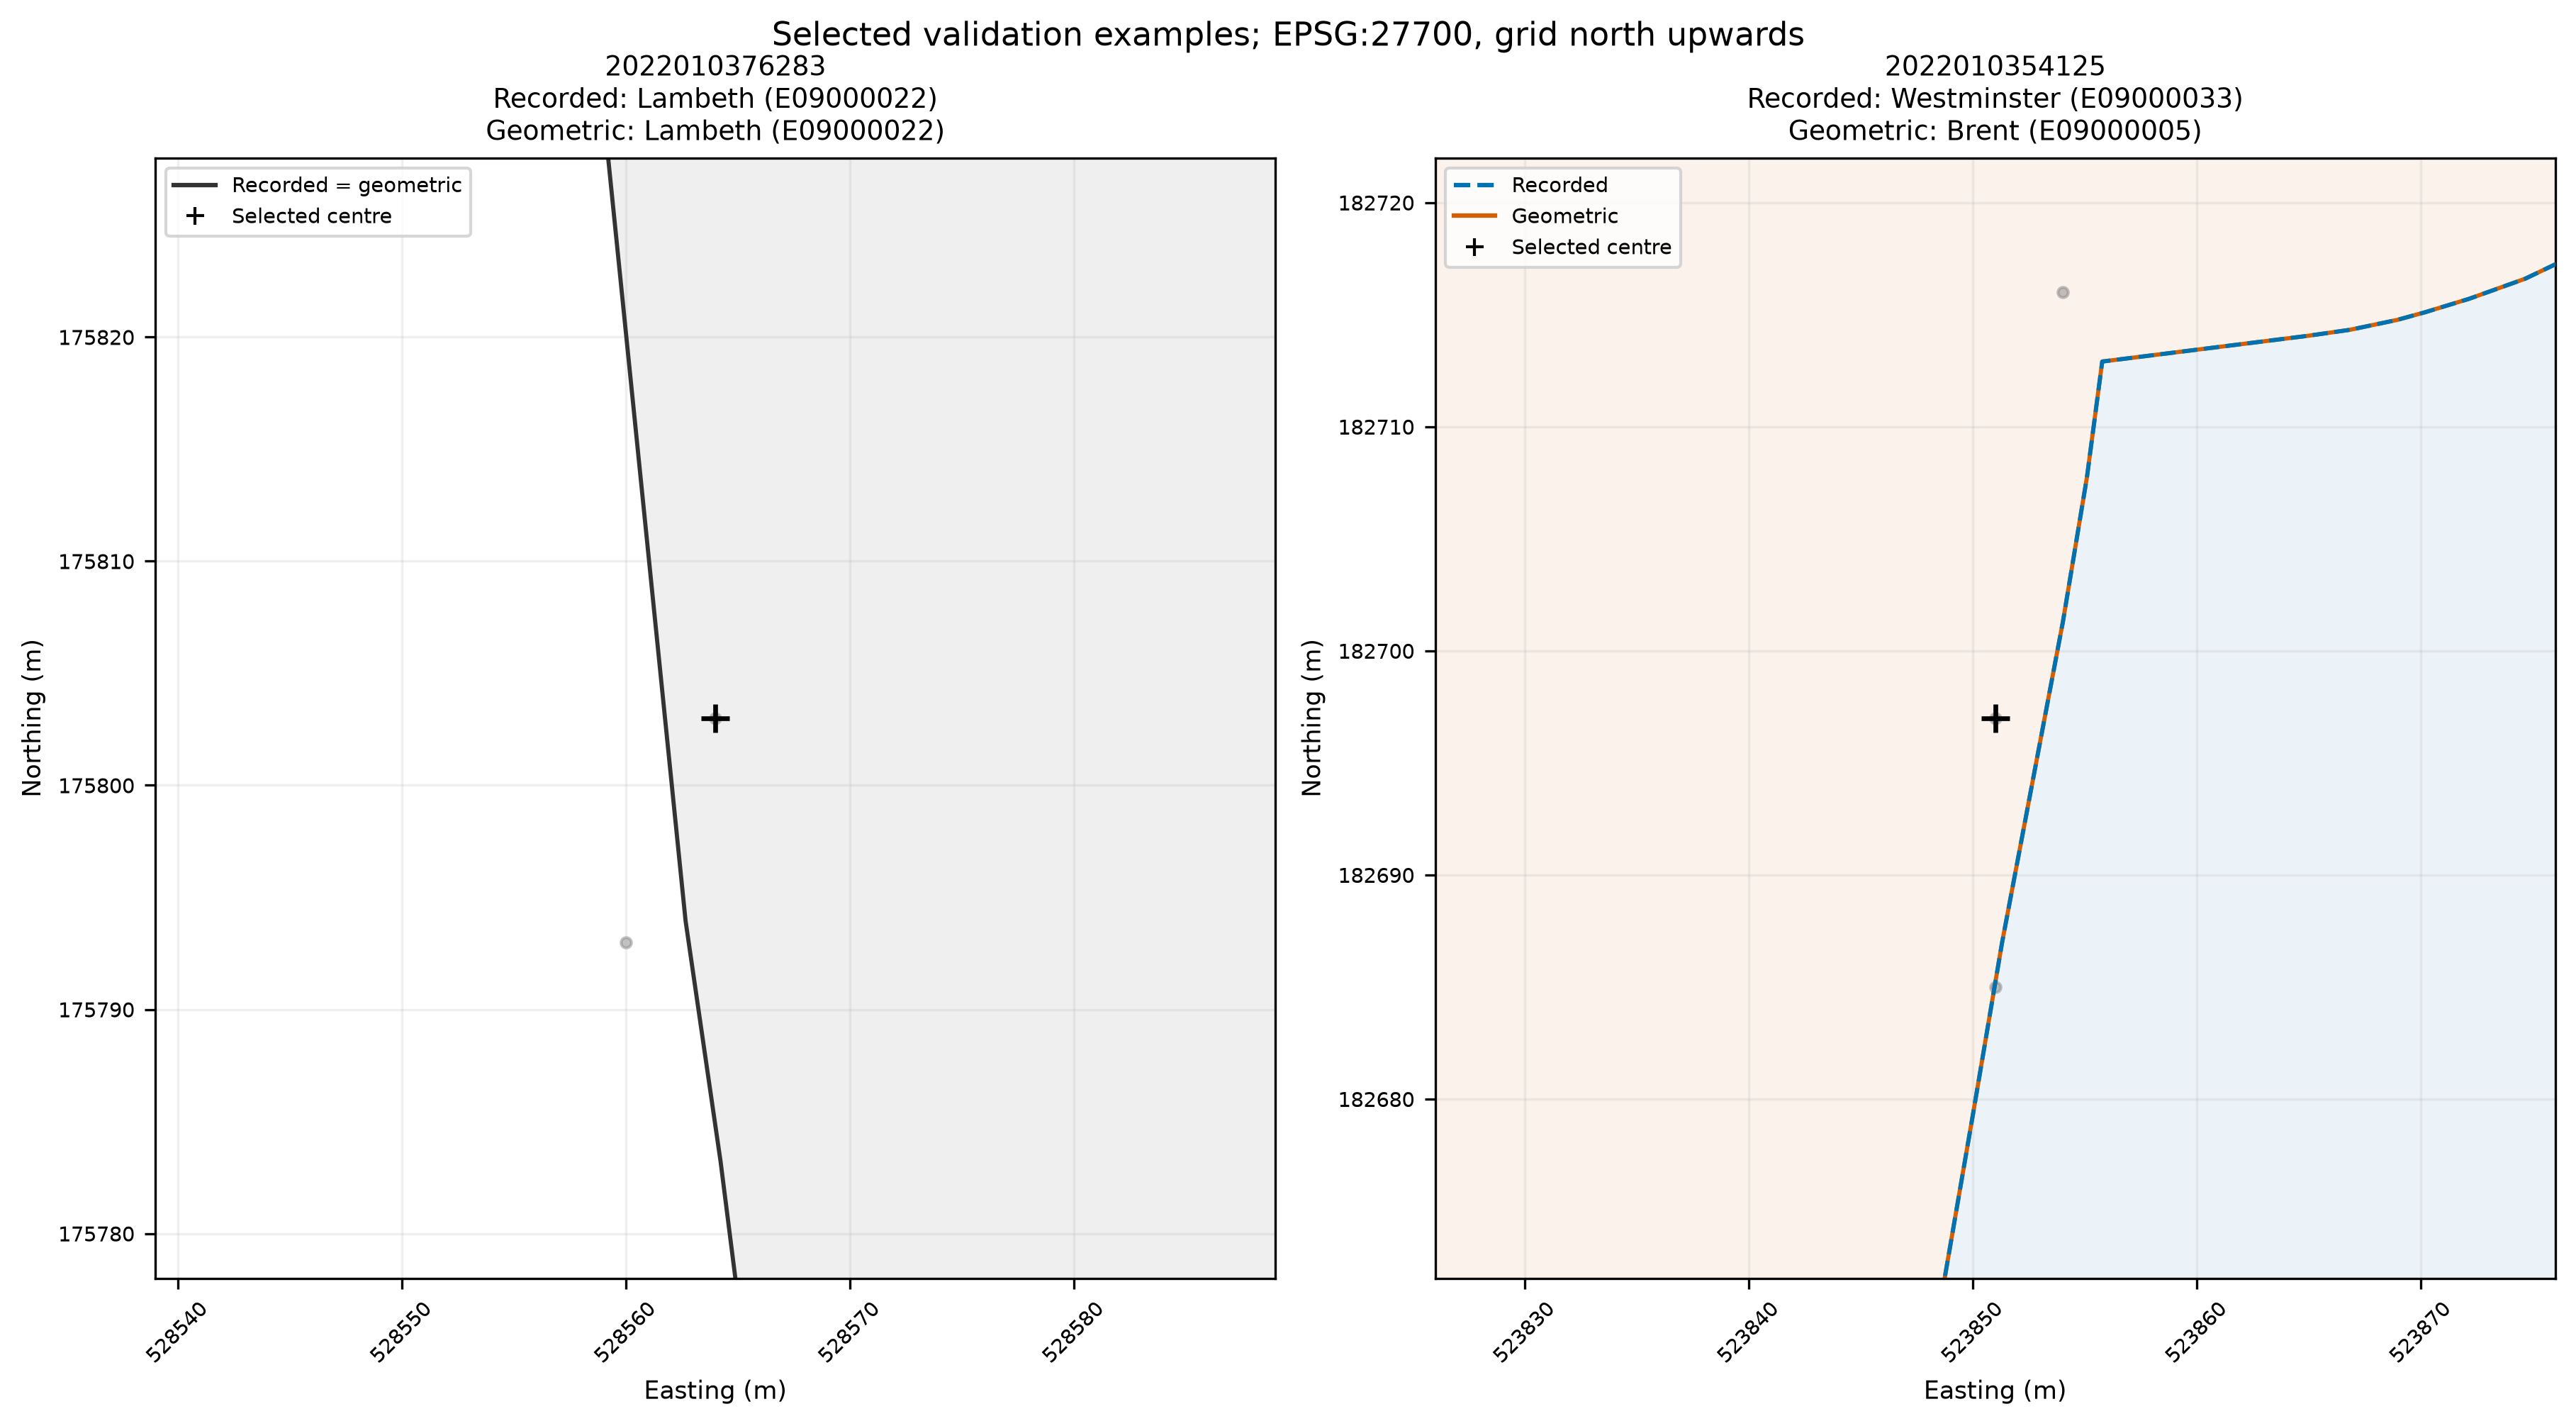 Selected validation examples; EPSG:27700, grid north upwards
2022010376283
Recorded: Lambeth (E09000022)
Geometric: Lambeth (E09000022)
Recorded = geometric
Selected centre
175820
175810
175800
175790
175780
Northing (m)
528540
528550
528560
528570
528580
Easting (m)
2022010354125
Recorded: Westminster (E09000033)
Geometric: Brent (E09000005)
Recorded
Geometric
Selected centre
182720
182710
182700
182690
182680
Northing (m)
523830
523840
523850
523860
523870
Easting (m)